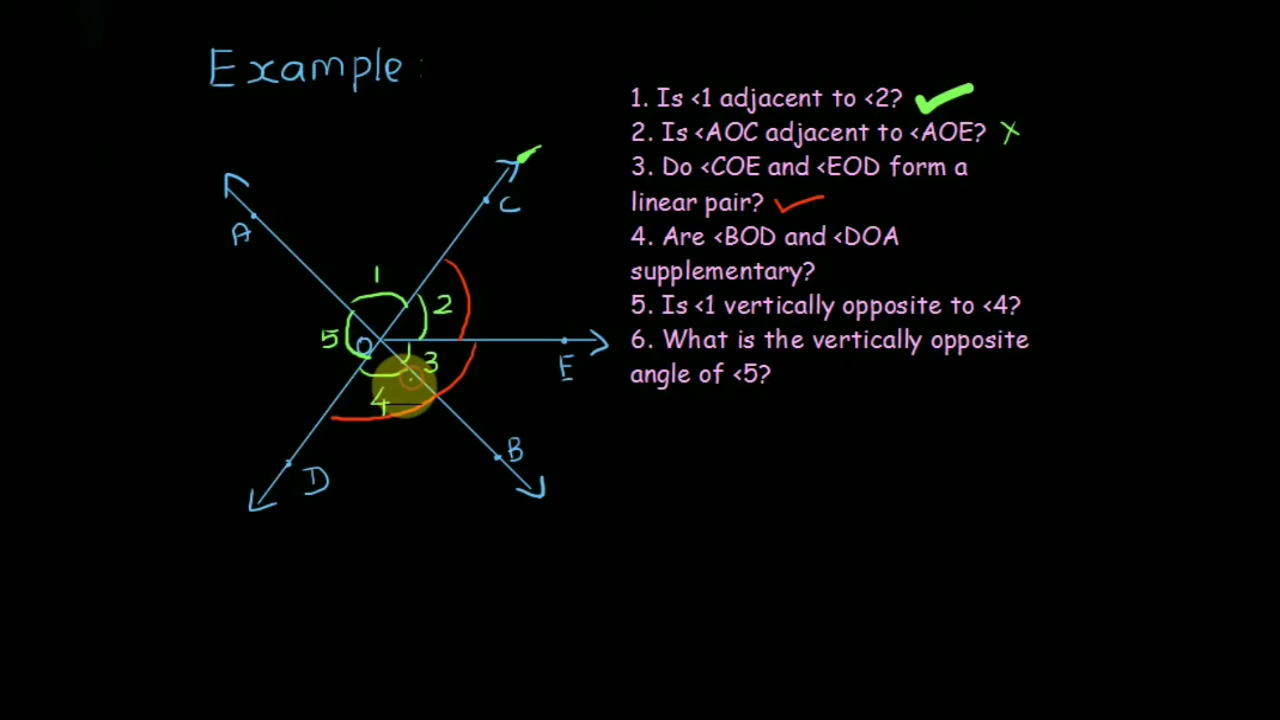 Example:
1. Is <1 adjacent to <2?
2. Is <AOC adjacent to <AOE?
3. Do <COE and <EOD form a
linear pair?
4. Are <BOD and <DOA
supplementary?
5. Is <1 vertically opposite to <4?
6. What is the vertically opposite
angle of <5?
A
C
1
2
5
O
3
E
4
B
D